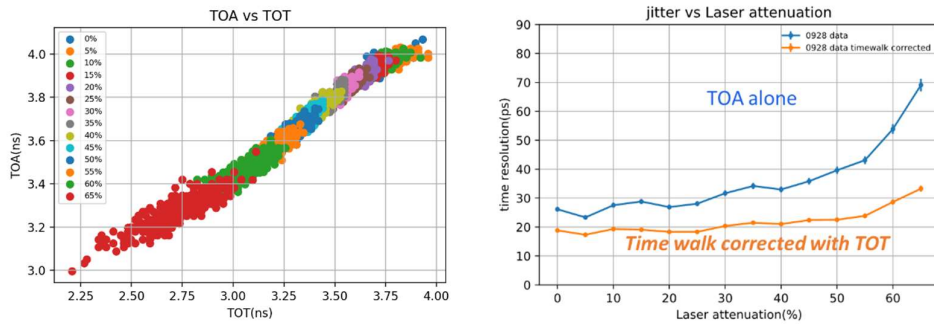 TOA vs TOT
TOA(ns)
4.0
3.8
3.6
3.4
3.2
3.0
0%
5%
10%
15%
20%
25%
30%
35%
40%
45%
50%
55%
60%
65%
2.25 2.50 2.75 3.00 3.25 3.50 3.75 4.00
TOT(ns)
jitter vs Laser attenuation
time resolution(ps)
90
80
70
60
50
40
30
20
10
0
0928 data
0928 data timewalk corrected
TOA alone
Time walk corrected with TOT
0 10 20 30 40 50 60
Laser attenuation(%)